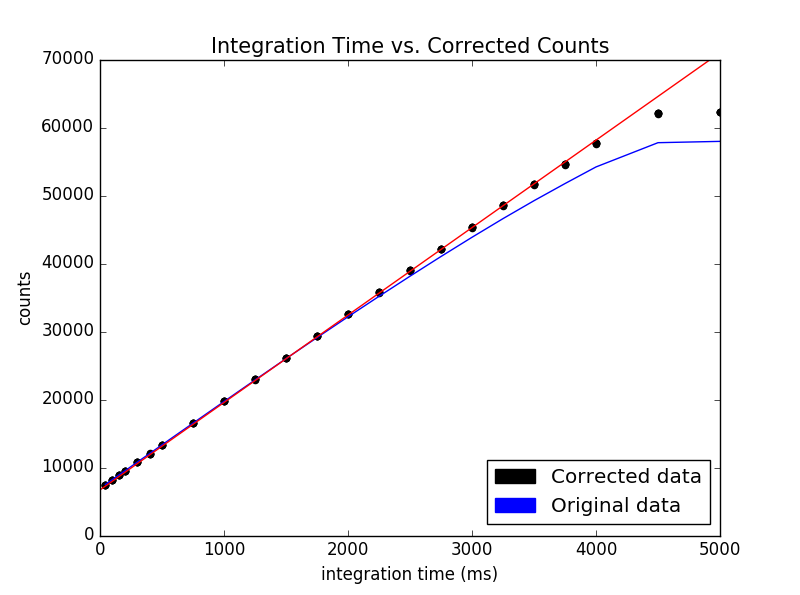 Integration Time vs. Corrected Counts
70000
60000
50000
40000
30000
20000
10000
0
counts
0 1000 2000 3000 4000 5000
integration time (ms)
Corrected data
Original data